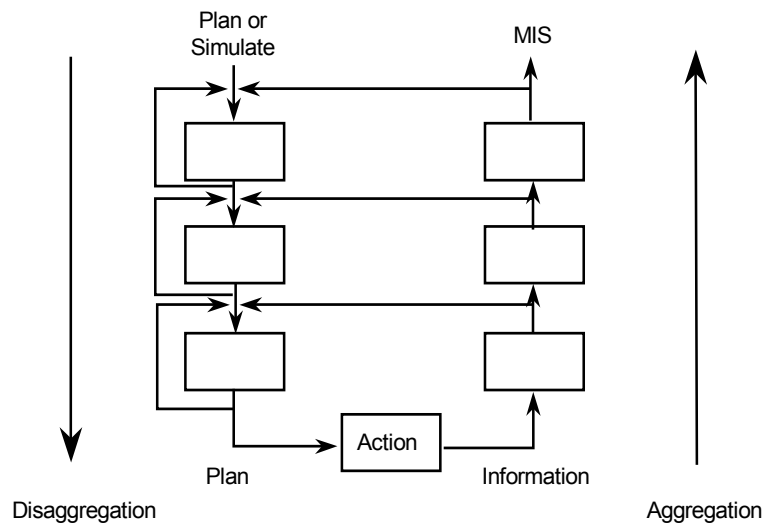 Plan or
Simulate
MIS
Action
Plan
Information
Disaggregation
Aggregation